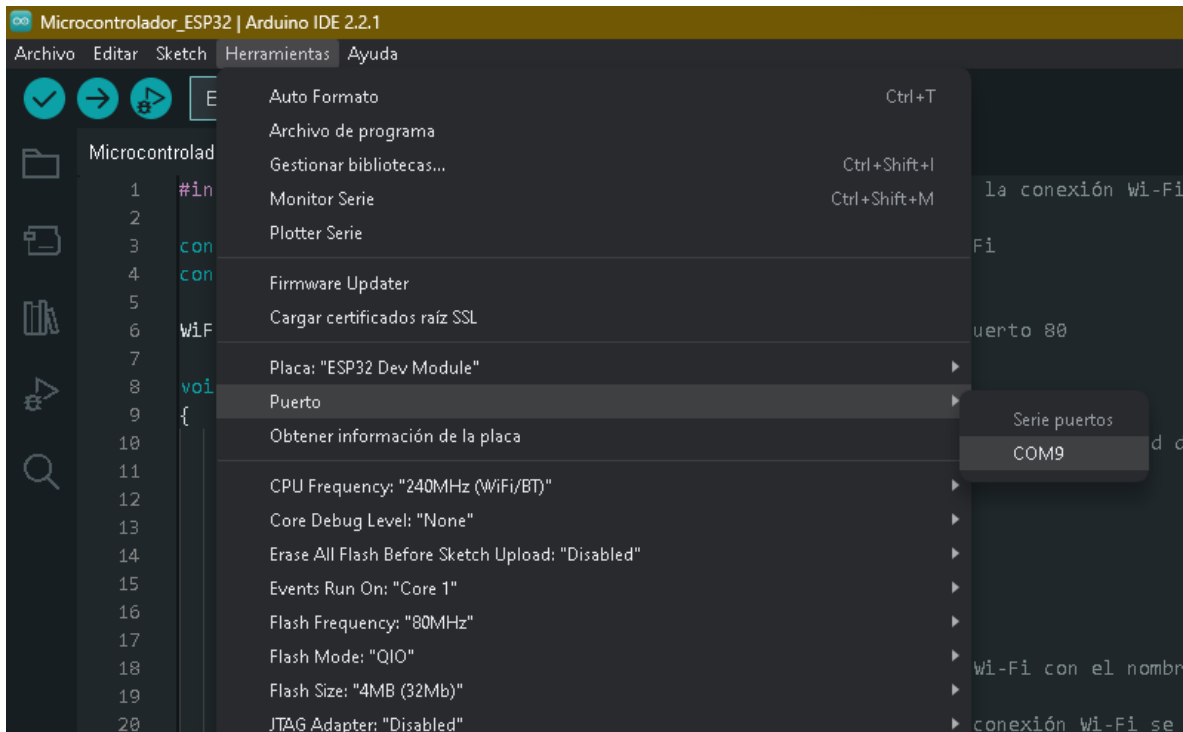 Microcontrolador_ESP32 | Arduino IDE 2.2.1
Archivo Editar Sketch Herramientas Ayuda
Auto Formato Ctrl+T
Archivo de programa
Gestionar bibliotecas... Ctrl+Shift+I
Monitor Serie Ctrl+Shift+M
Plotter Serie
Firmware Updater
Cargar certificados raíz SSL
Placa: "ESP32 Dev Module"
Puerto
Obtener información de la placa
CPU Frequency: "240MHz (WiFi/BT)"
Core Debug Level: "None"
Erase All Flash Before Sketch Upload: "Disabled"
Events Run On: "Core 1"
Flash Frequency: "80MHz"
Flash Mode: "QIO"
Flash Size: "4MB (32Mb)"
JTAG Adapter: "Disabled"
Serie puertos
COM9
Microcontrolad
1 #in la conexión Wi-Fi
2
3 con Fi
4 con
5
6 WiF uerto 80
7
8 voi
9 {
10 d
11
12
13
14
15
16
17
18 Wi-Fi con el nombr
19
20 conexión Wi-Fi se